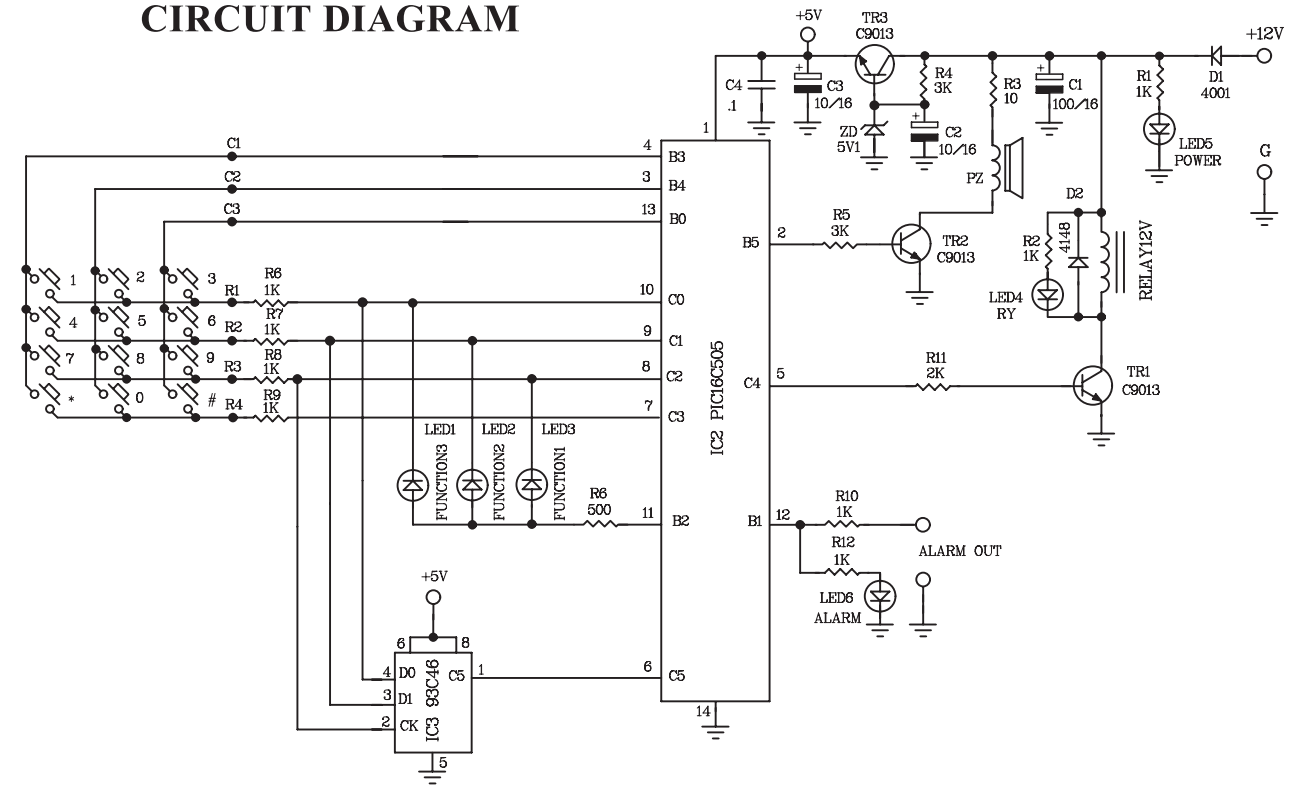 CIRCUIT DIAGRAM
+5V
TR3
C9013
+12V
C4
.1
+
C3
10/16
R4
3K
R3
10
+
C1
100/16
R1
1K
D1
4001
ZD
5V1
+
C2
10/16
LED5
POWER
G
PZ
1
C1
4
B3
C2
3
B4
C3
13
B0
B5
2
R5
3K
TR2
C9013
D2
R2
1K
4148
LED4
RY
RELAY12V
1
2
3
R1
R6
1K
10
C0
4
5
6
R2
R7
1K
9
C1
7
8
9
R3
R8
1K
8
C2
*
0
#
R4
R9
1K
7
C3
IC2 PIC16C505
C4
5
R11
2K
TR1
C9013
LED1
LED2
LED3
FUNCTION3
FUNCTION2
FUNCTION1
R6
500
11
B2
B1
12
R10
1K
R12
1K
ALARM OUT
LED6
ALARM
+5V
6
8
4
D0
3
D1
2
CK
IC3 93C46
C5
1
5
6
C5
14